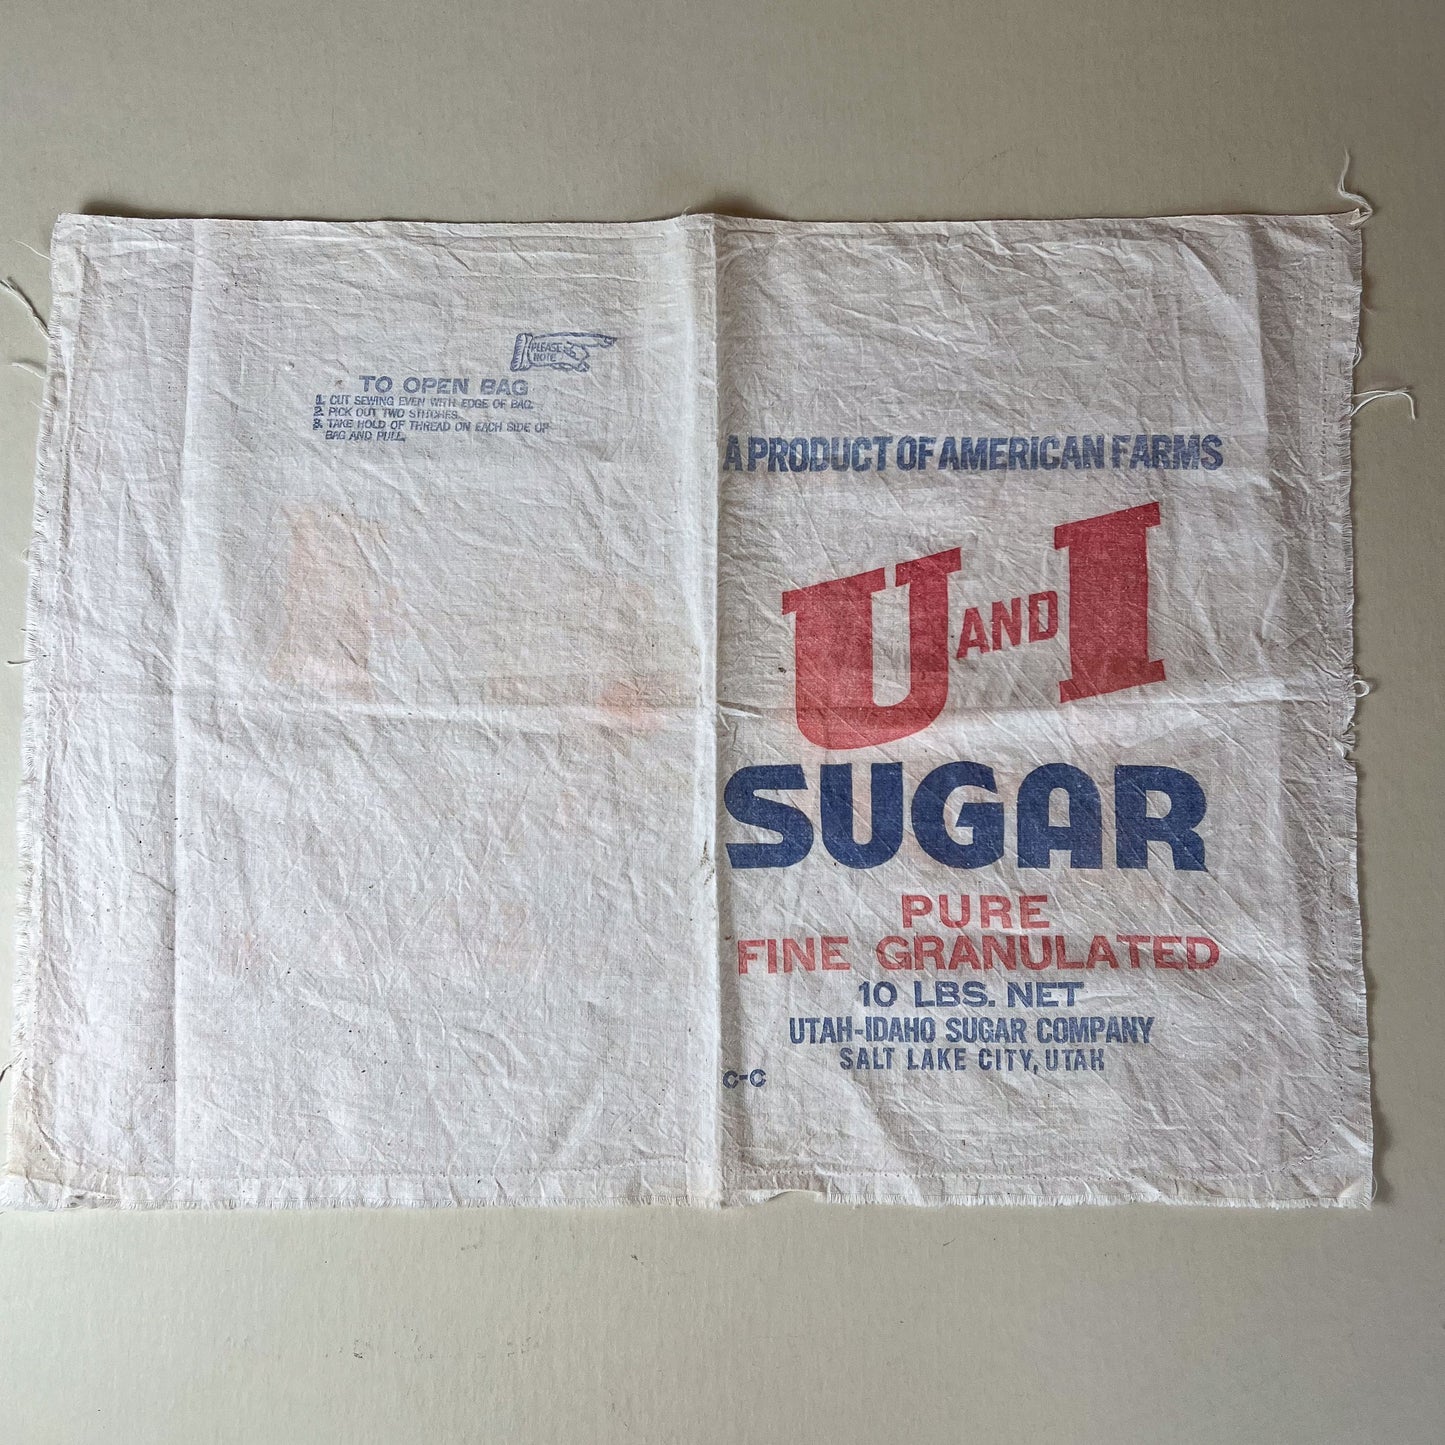 PLEASE
NOTE
TO OPEN BAG
1. CUT SEWING EVEN WITH EDGE OF BAG.
2. PICK OUT TWO STITCHES.
3. TAKE HOLD OF THREAD ON EACH SIDE OF
BAG AND PULL.
A PRODUCT OF AMERICAN FARMS
U AND I
SUGAR
PURE
FINE GRANULATED
10 LBS. NET
UTAH-IDAHO SUGAR COMPANY
SALT LAKE CITY, UTAH
C-C